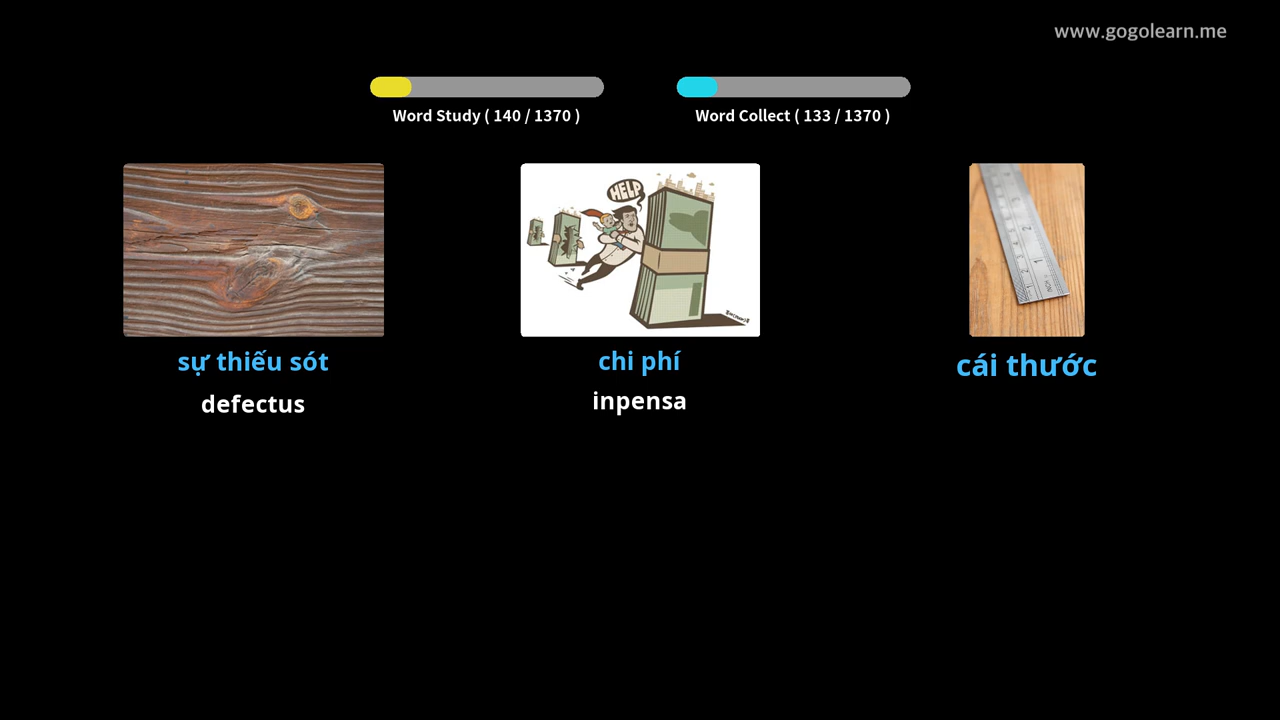 www.gogolearn.me
Word Study ( 140 / 1370 )
Word Collect ( 133 / 1370 )
HELP
sự thiếu sót
defectus
chi phí
inpensa
cái thước